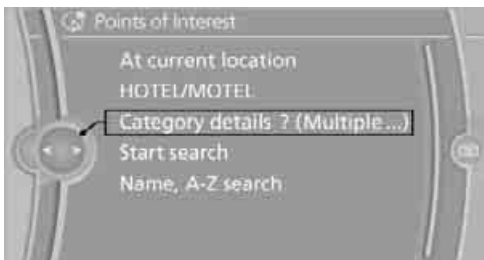 Points of Interest
At current location
HOTEL/MOTEL
Category details ? (Multiple ...)
Start search
Name, A-Z search